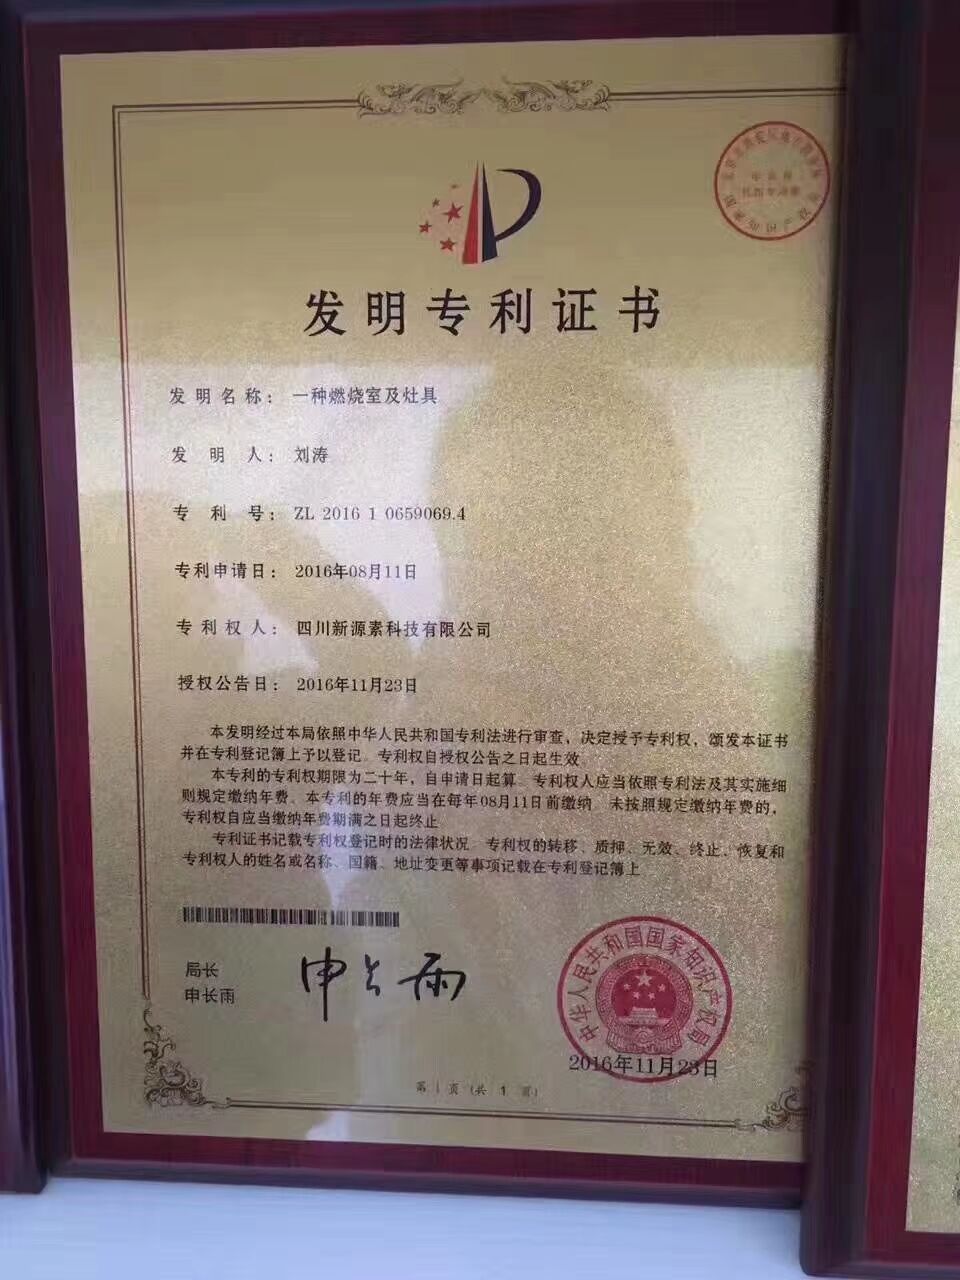 发明专利证书
发明名称：一种燃烧室及灶具
发 明 人：刘涛
专 利 号：ZL 2016 1 0659069.4
专利申请日：2016年08月11日
专 利 权 人：四川新源素科技有限公司
授权公告日：2016年11月23日
本发明经过本局依照中华人民共和国专利法进行审查，决定授予专利权，颁发本证书
并在专利登记簿上予以登记。专利权自授权公告之日起生效。
本专利的专利权期限为二十年，自申请日起算。专利权人应当依照专利法及其实施细
则规定缴纳年费。本专利的年费应当在每年08月11日前缴纳。未按照规定缴纳年费的，
专利权自应当缴纳年费期满之日起终止。
专利证书记载专利权登记时的法律状况。专利权的转移、质押、无效、终止、恢复和
专利权人的姓名或名称、国籍、地址变更等事项记载在专利登记簿上。
局长
申长雨
申长雨
中华人民共和国国家知识产权局
2016年11月23日
第 1 页 (共 1 页)